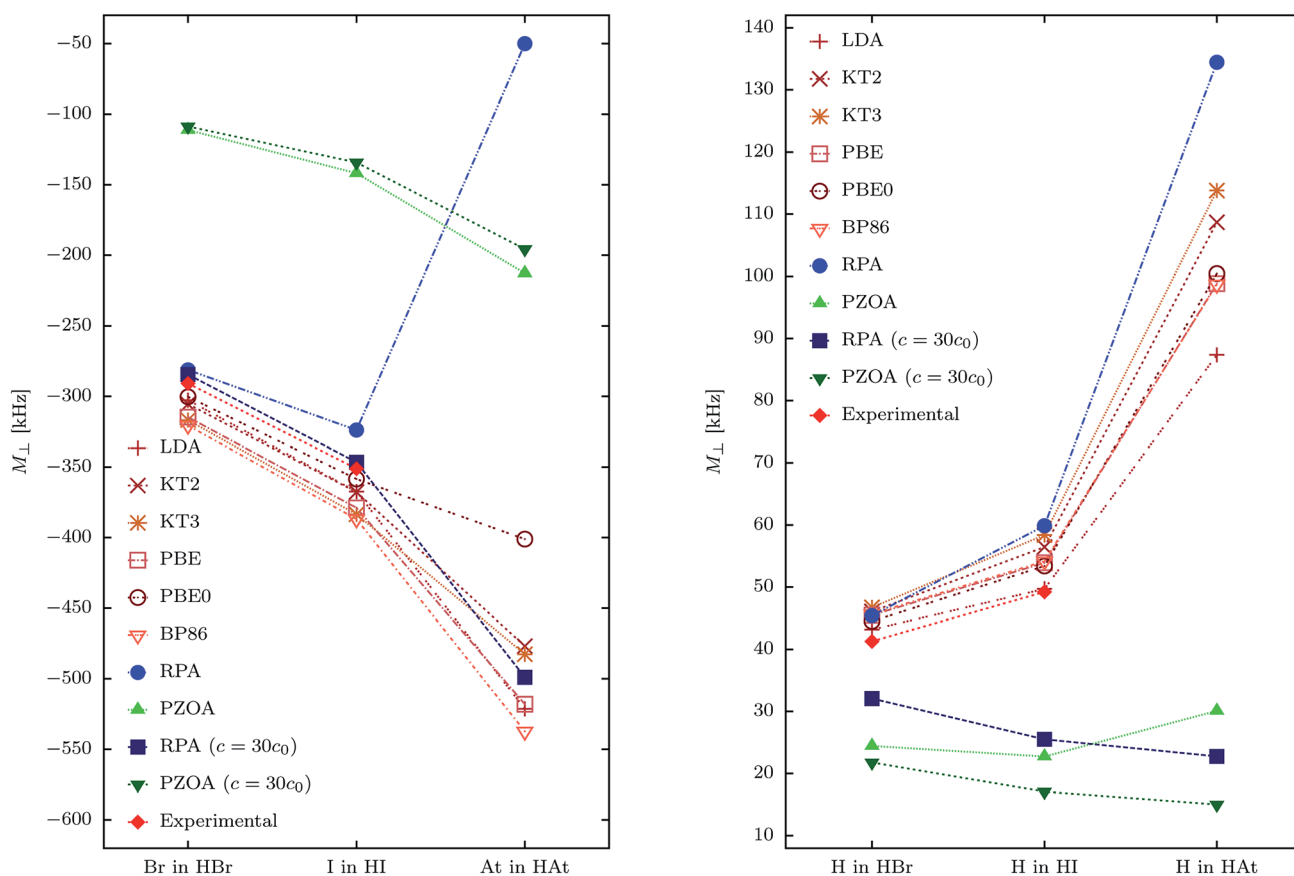 −50
−100
−150
−200
−250
−300
−350
−400
−450
−500
−550
−600
M⊥ [kHz]
LDA
KT2
KT3
PBE
PBE0
BP86
RPA
PZOA
RPA (c = 30c₀)
PZOA (c = 30c₀)
Experimental
Br in HBr
I in HI
At in HAt
140
130
120
110
100
90
80
70
60
50
40
30
20
10
M⊥ [kHz]
LDA
KT2
KT3
PBE
PBE0
BP86
RPA
PZOA
RPA (c = 30c₀)
PZOA (c = 30c₀)
Experimental
H in HBr
H in HI
H in HAt